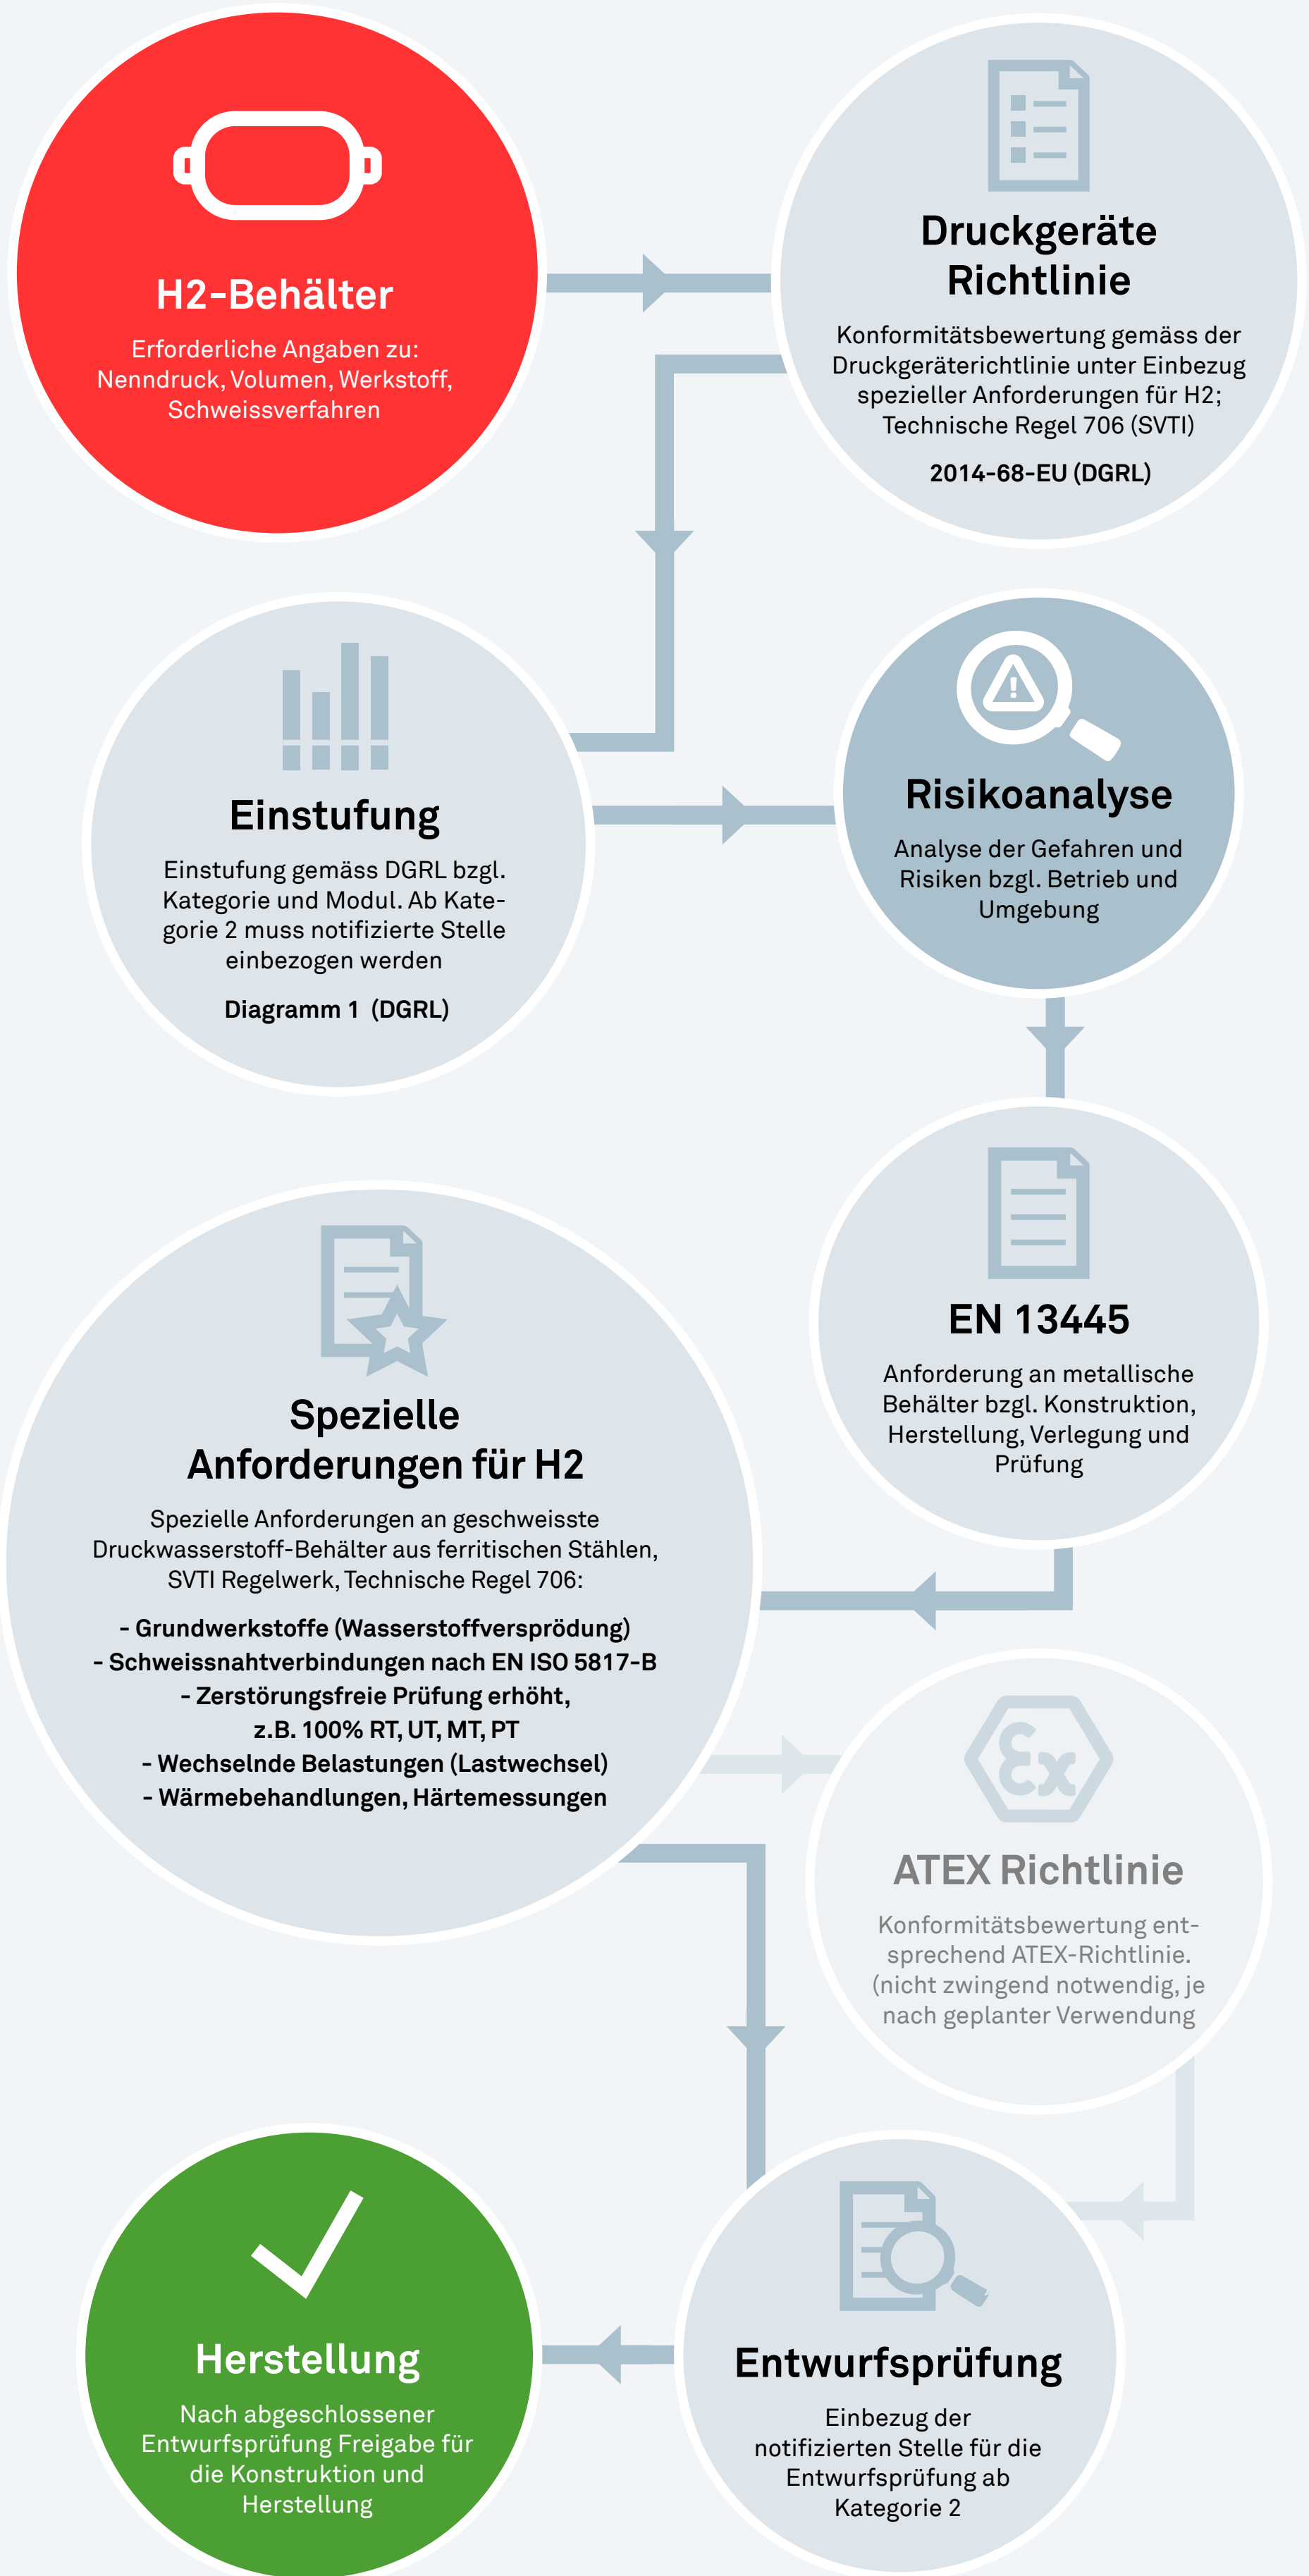 H2-Behälter
Erforderliche Angaben zu:
Nenndruck, Volumen, Werkstoff,
Schweissverfahren
Druckgeräte
Richtlinie
Konformitätsbewertung gemäss der
Druckgeräterichtlinie unter Einbezug
spezieller Anforderungen für H2;
Technische Regel 706 (SVTI)
2014-68-EU (DGRL)
Einstufung
Einstufung gemäss DGRL bzgl.
Kategorie und Modul. Ab Kate-
gorie 2 muss notifizierte Stelle
einbezogen werden
Diagramm 1 (DGRL)
!
Risikoanalyse
Analyse der Gefahren und
Risiken bzgl. Betrieb und
Umgebung
EN 13445
Anforderung an metallische
Behälter bzgl. Konstruktion,
Herstellung, Verlegung und
Prüfung
Spezielle
Anforderungen für H2
Spezielle Anforderungen an geschweisste
Druckwasserstoff-Behälter aus ferritischen Stählen,
SVTI Regelwerk, Technische Regel 706:
- Grundwerkstoffe (Wasserstoffversprödung)
- Schweissnahtverbindungen nach EN ISO 5817-B
- Zerstörungsfreie Prüfung erhöht,
z.B. 100% RT, UT, MT, PT
- Wechselnde Belastungen (Lastwechsel)
- Wärmebehandlungen, Härtemessungen
Ex
ATEX Richtlinie
Konformitätsbewertung ent-
sprechend ATEX-Richtlinie.
(nicht zwingend notwendig, je
nach geplanter Verwendung
Entwurfsprüfung
Einbezug der
notifizierten Stelle für die
Entwurfsprüfung ab
Kategorie 2
Herstellung
Nach abgeschlossener
Entwurfsprüfung Freigabe für
die Konstruktion und
Herstellung